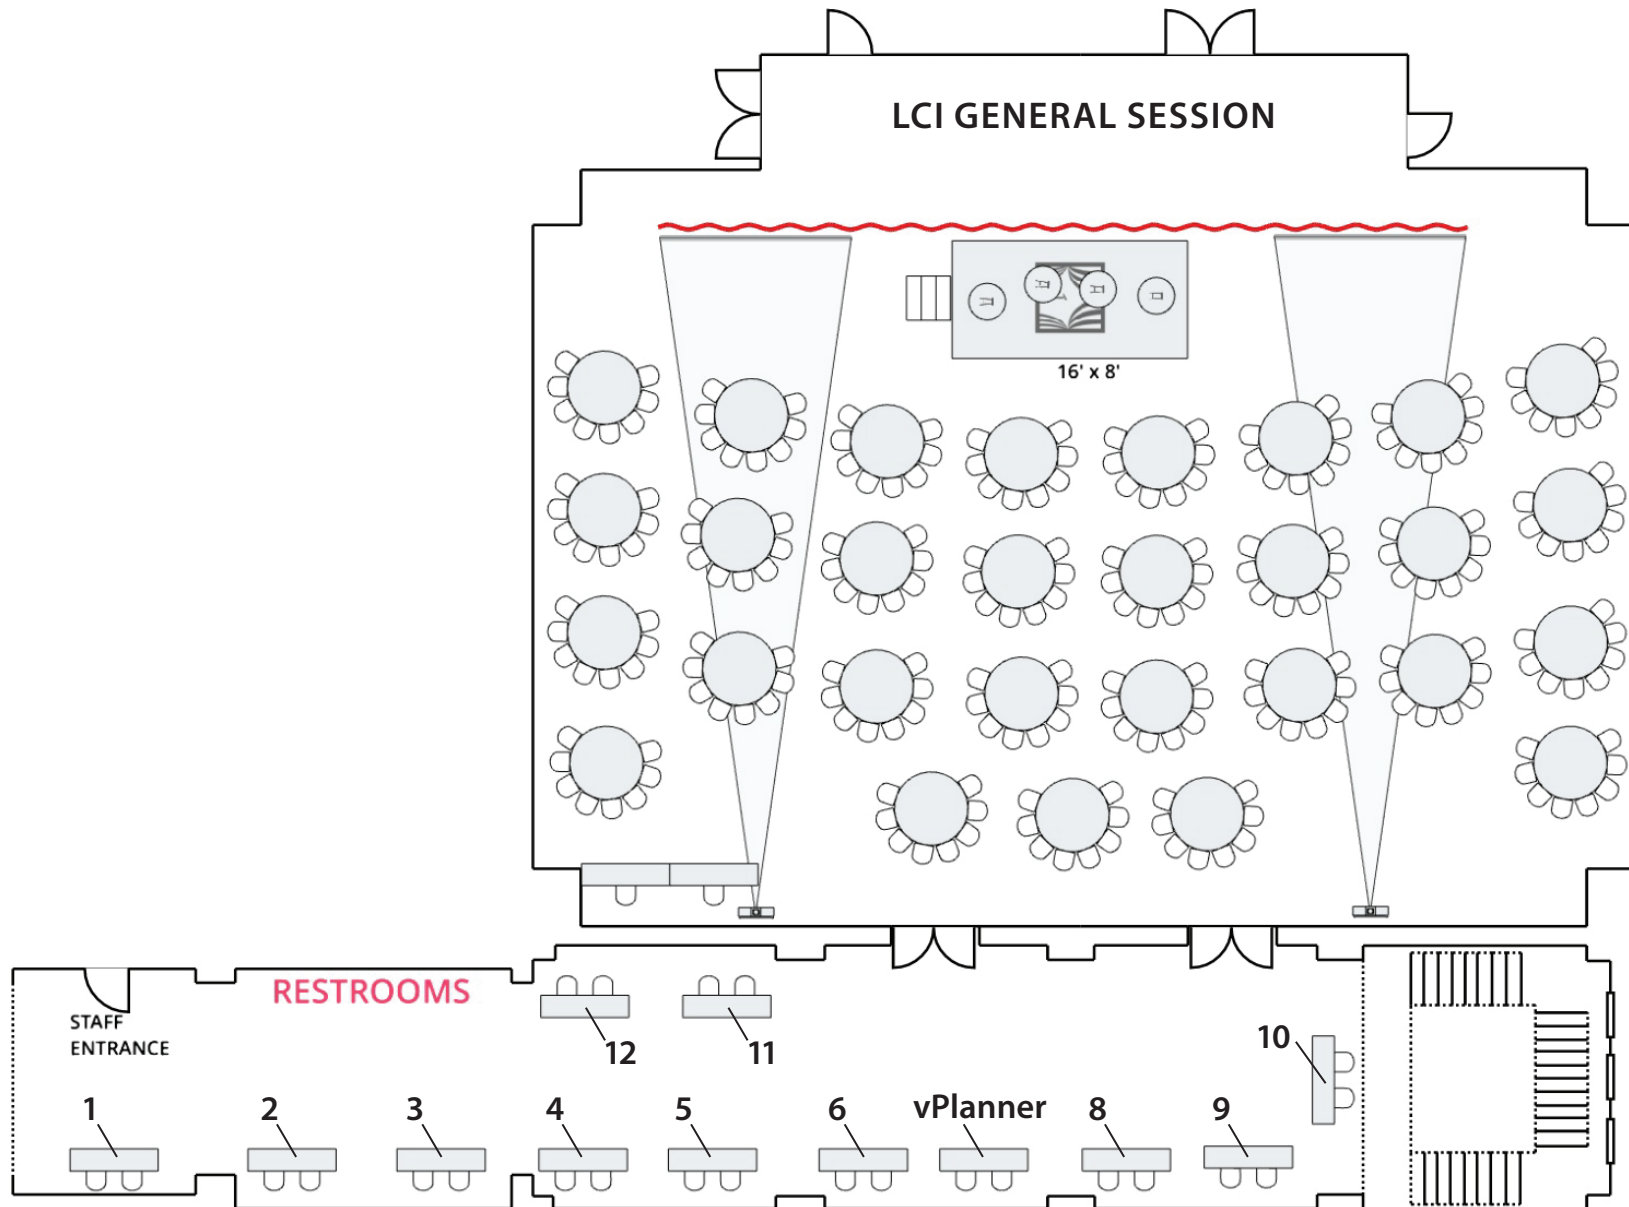 LCI GENERAL SESSION
16' x 8'
RESTROOMS
STAFF
ENTRANCE
12
11
10
1
2
3
4
5
6
vPlanner
8
9